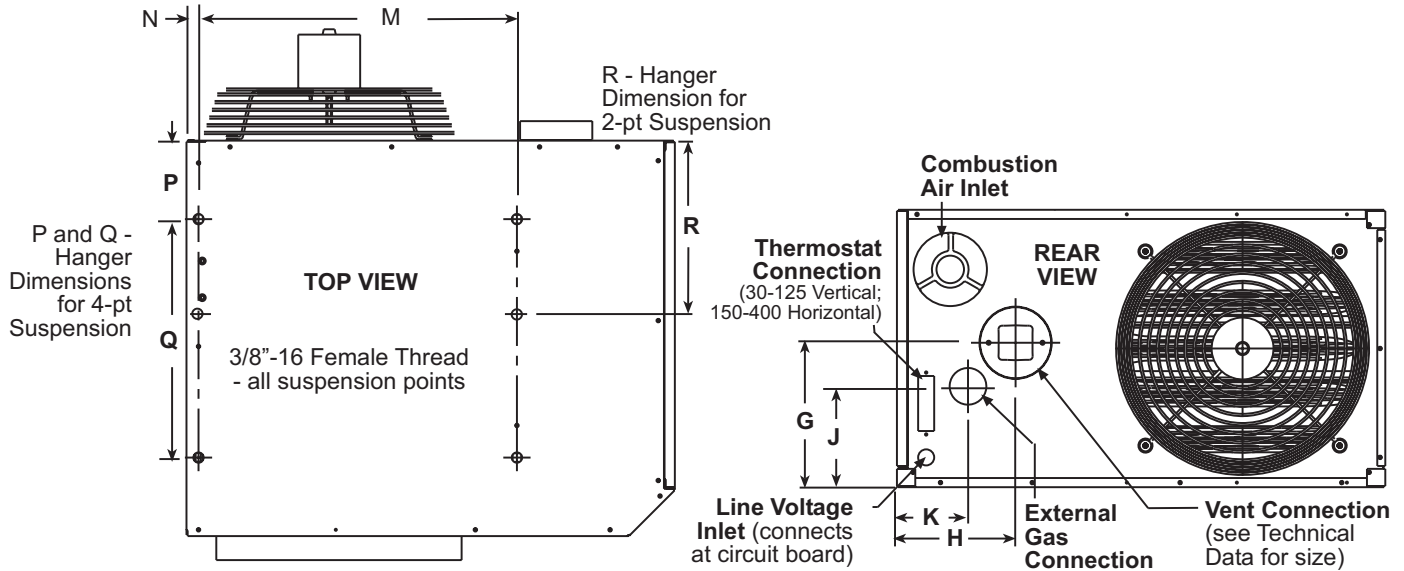 N
M
R - Hanger
Dimension for
2-pt Suspension
P
P and Q -
Hanger
Dimensions
for 4-pt
Suspension
Q
TOP VIEW
R
3/8”-16 Female Thread
- all suspension points
Combustion
Air Inlet
REAR
VIEW
Thermostat
Connection
(30-125 Vertical;
150-400 Horizontal)
G
J
K
H
Line Voltage
Inlet (connects
at circuit board)
External
Gas
Connection
Vent Connection
(see Technical
Data for size)